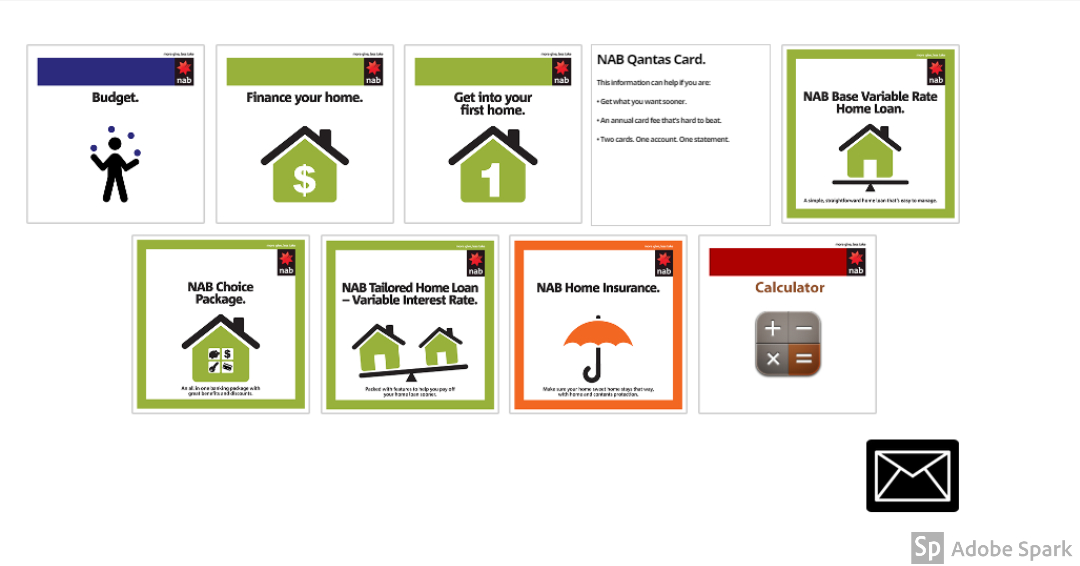 more give, less take
nab
Budget.
more give, less take
nab
Finance your home.
$
more give, less take
nab
Get into your
first home.
1
NAB Qantas Card.
This information can help if you are:
• Get what you want sooner.
• An annual card fee that's hard to beat.
• Two cards. One account. One statement.
more give, less take
nab
NAB Base Variable Rate
Home Loan.
A simple, straightforward home loan that's easy to manage.
more give, less take
nab
NAB Choice
Package.
$
An all in one banking package with
great benefits and discounts.
more give, less take
nab
NAB Tailored Home Loan
– Variable Interest Rate.
Packed with features to help you pay off
your home loan sooner.
more give, less take
nab
NAB Home Insurance.
Make sure your home sweet home stays that way,
with home and contents protection.
more give, less take
nab
Calculator
+ −
× =
Sp Adobe Spark